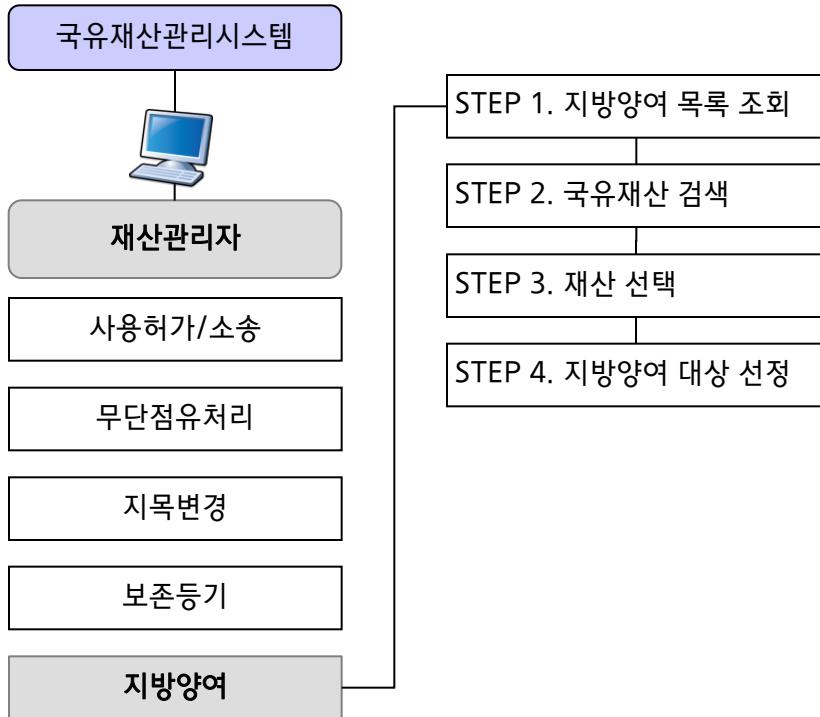 국유재산관리시스템
재산관리자
사용허가/소송
무단점유처리
지목변경
보존등기
지방양여
STEP 1. 지방양여 목록 조회
STEP 2. 국유재산 검색
STEP 3. 재산 선택
STEP 4. 지방양여 대상 선정